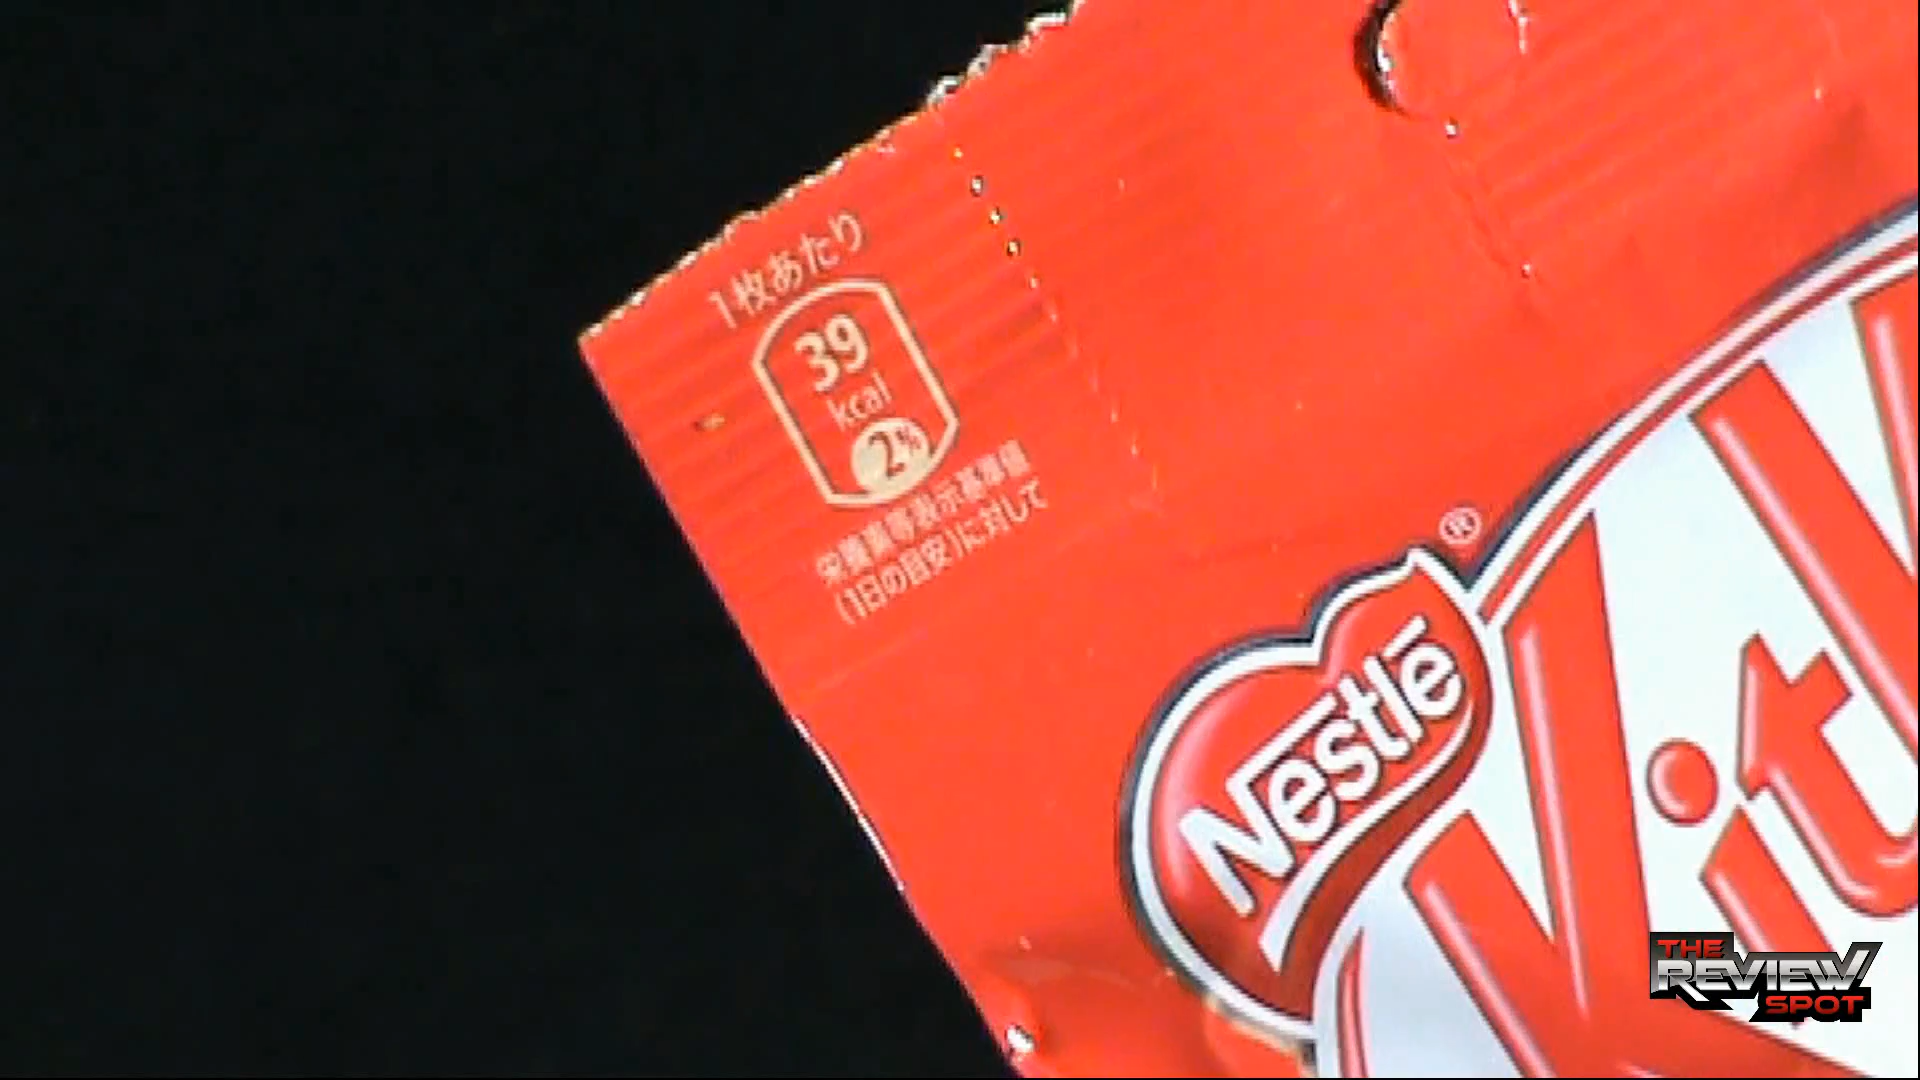 1枚あたり
39
kcal
2%
栄養素等表示基準値
(1日の目安)に対して
®
Nestlé
Kit
THE
REVIEW
SPOT